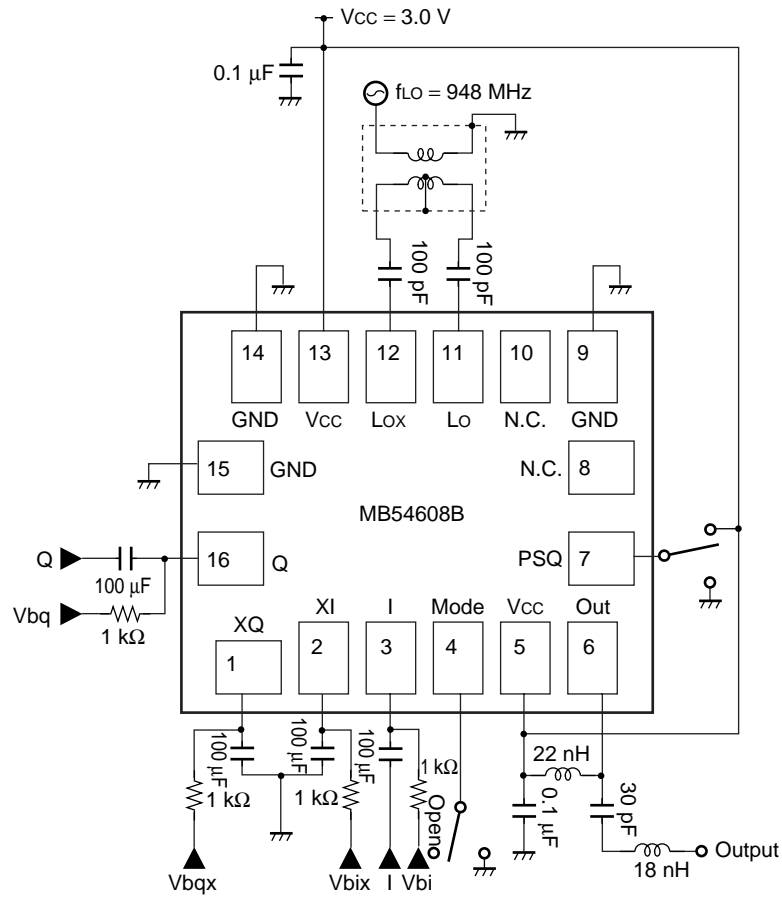 VCC = 3.0 V
0.1 µF
fLO = 948 MHz
100 pF
100 pF
14
13
12
11
10
9
GND
VCC
LOX
LO
N.C.
GND
15
GND
N.C.
8
MB54608B
Q
16
Q
PSQ
7
100 µF
Vbq
1 kΩ
XQ
XI
I
Mode
VCC
Out
1
2
3
4
5
6
100 µF
100 µF
100 µF
1 kΩ
22 nH
1 kΩ
1 kΩ
Open
0.1 µF
30 pF
Output
18 nH
Vbqx
Vbix
I
Vbi